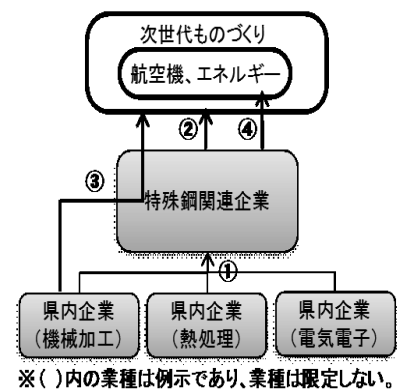 次世代ものづくり
航空機、エネルギー
② ④
③
特殊鋼関連企業
①
県内企業
(機械加工)
県内企業
(熱処理)
県内企業
(電気電子)
※( )内の業種は例示であり、業種は限定しない。